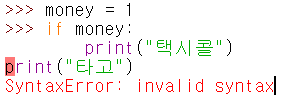 >>> money = 1
>>> if money:
        print("택시콜")
print("타고")
SyntaxError: invalid syntax